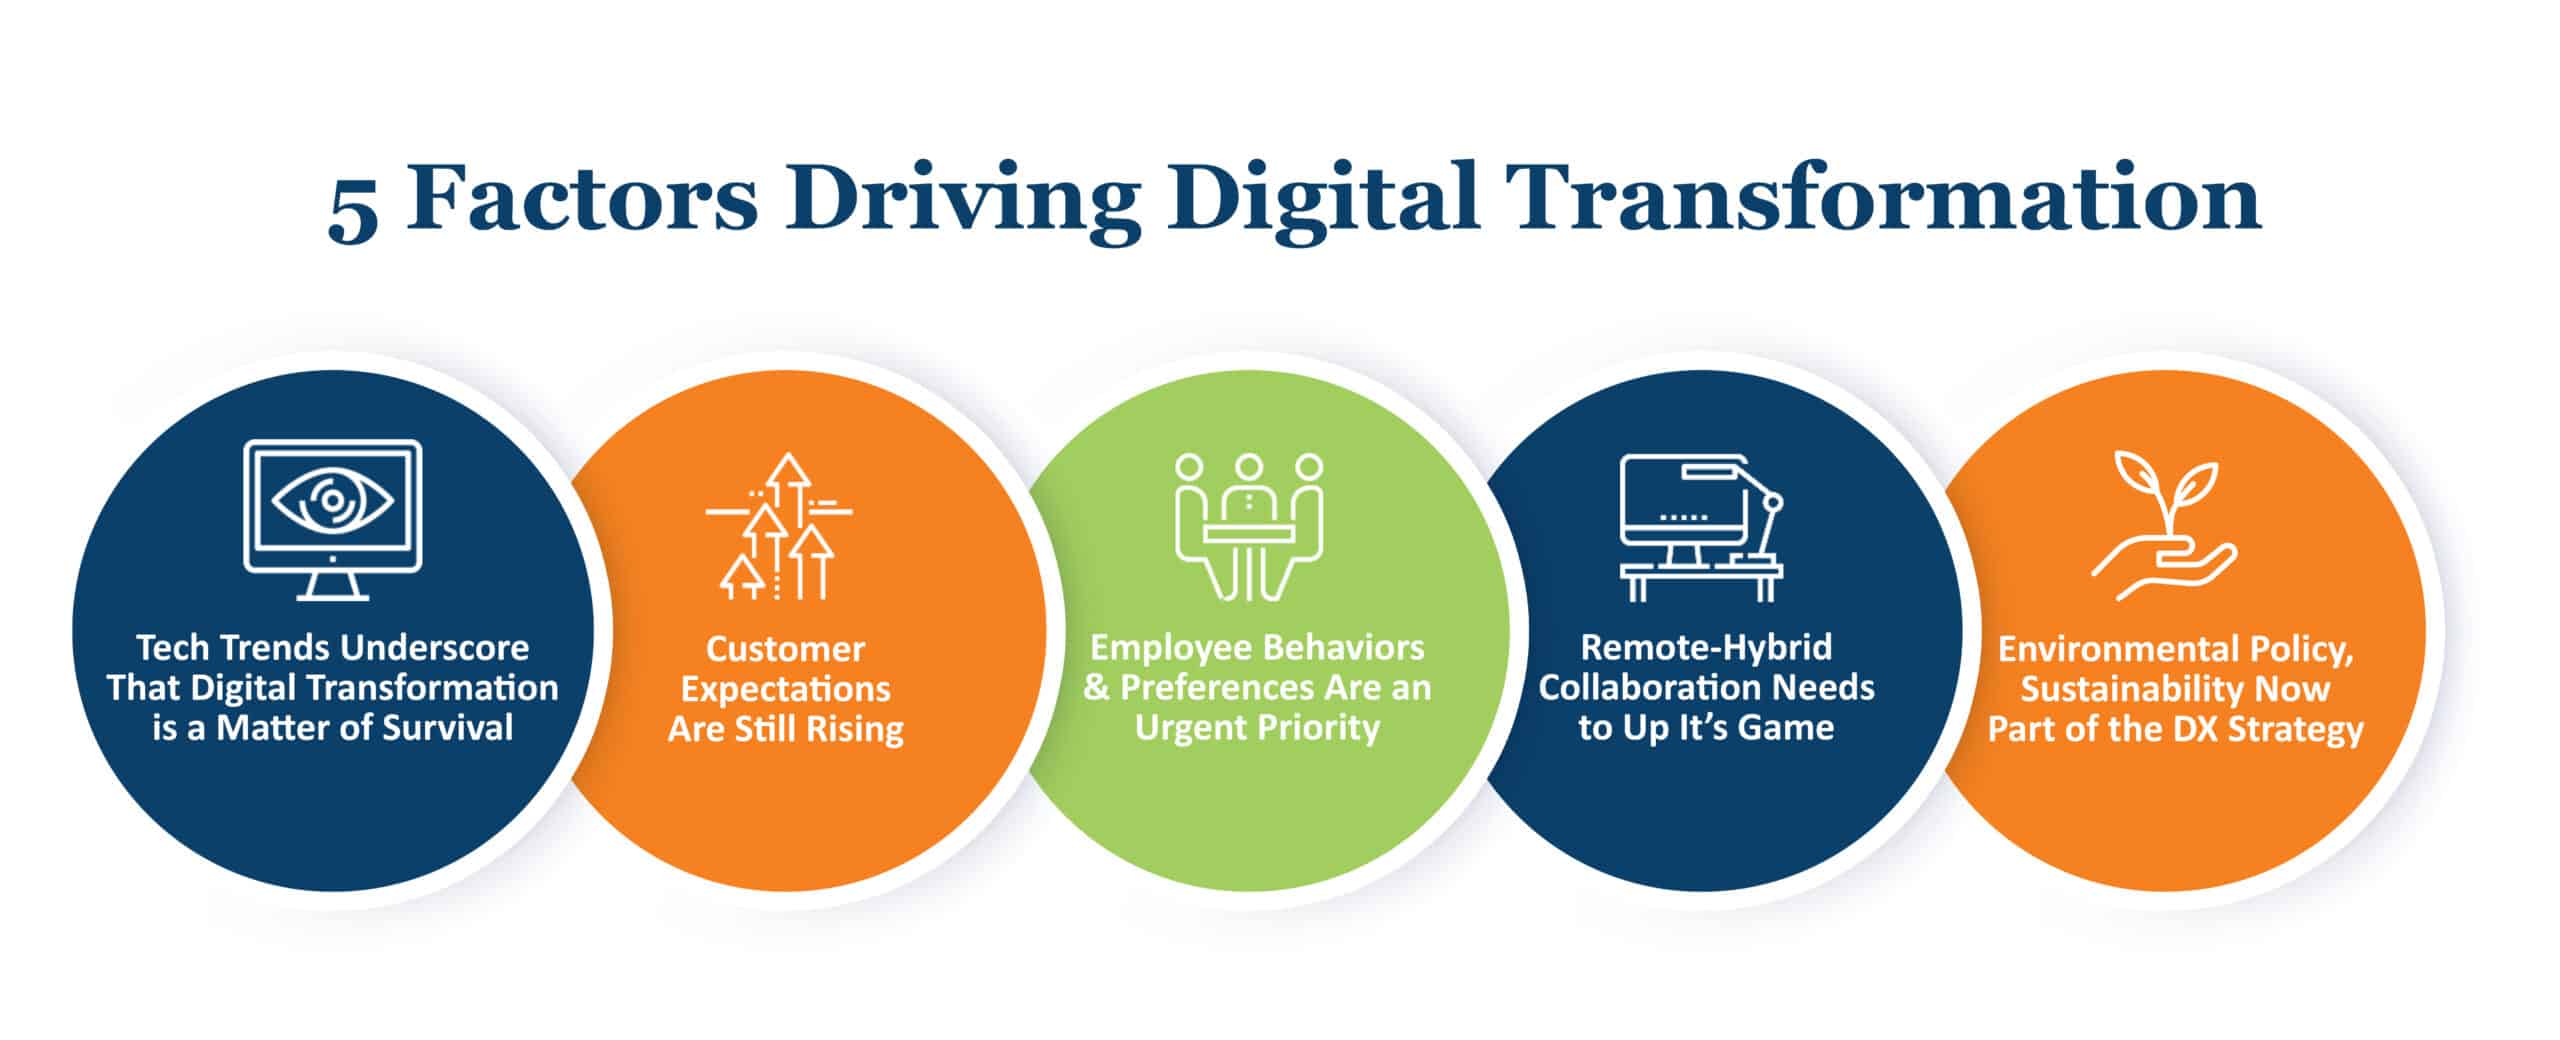 5 Factors Driving Digital Transformation
Tech Trends Underscore
That Digital Transformation
is a Matter of Survival
Customer
Expectations
Are Still Rising
Employee Behaviors
& Preferences Are an
Urgent Priority
Remote-Hybrid
Collaboration Needs
to Up It’s Game
Environmental Policy,
Sustainability Now
Part of the DX Strategy